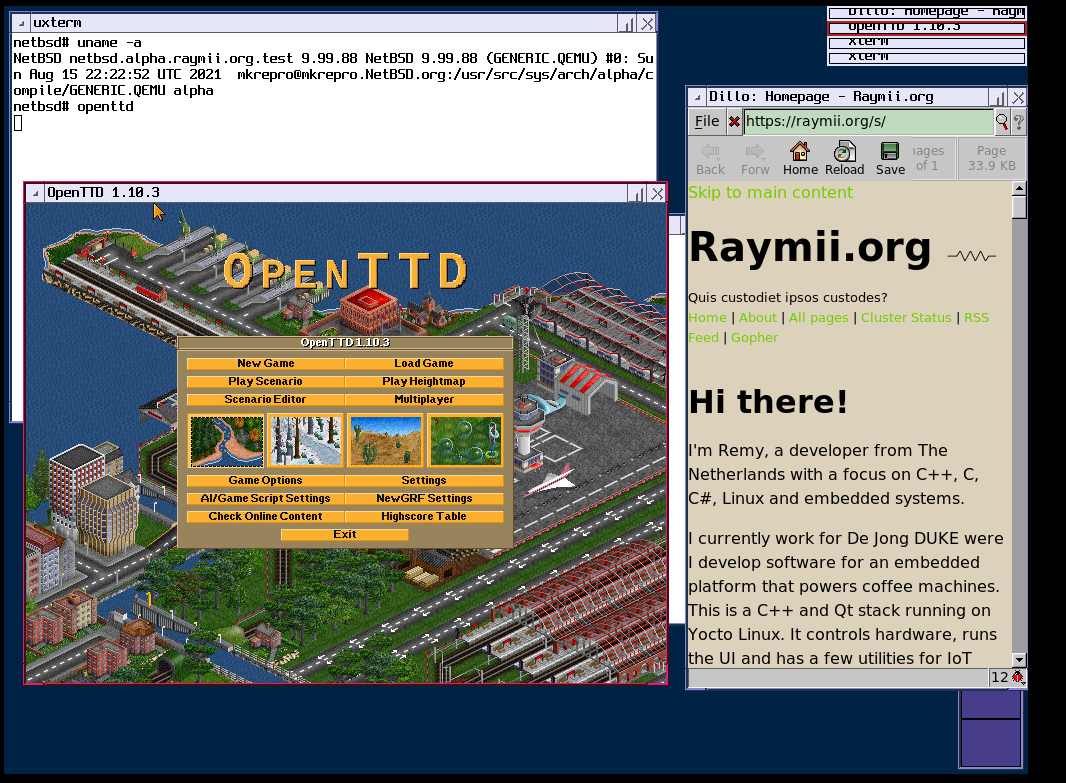 uxterm
netbsd# uname -a
NetBSD netbsd.alpha.raymii.org.test 9.99.88 NetBSD 9.99.88 (GENERIC.QEMU) #0: Su
n Aug 15 22:22:52 UTC 2021  mkrepro@mkrepro.NetBSD.org:/usr/src/sys/arch/alpha/c
ompile/GENERIC.QEMU alpha
netbsd# openttd
Dillo: Homepage - Raym
OpenTTD 1.10.3
xterm
xterm
OpenTTD 1.10.3
OPENTTD
OpenTTD 1.10.3
New Game
Load Game
Play Scenario
Play Heightmap
Scenario Editor
Multiplayer
Game Options
Settings
AI/Game Script Settings
NewGRF Settings
Check Online Content
Highscore Table
Exit
Dillo: Homepage - Raymii.org
File
https://raymii.org/s/
?
Back
Forw
Home
Reload
Save
of 1
Page
33.9 KB
Skip to main content
Raymii.org
Quis custodiet ipsos custodes?
Home | About | All pages | Cluster Status | RSS
Feed | Gopher
Hi there!
I'm Remy, a developer from The
Netherlands with a focus on C++, C,
C#, Linux and embedded systems.
I currently work for De Jong DUKE were
I develop software for an embedded
platform that powers coffee machines.
This is a C++ and Qt stack running on
Yocto Linux. It controls hardware, runs
the UI and has a few utilities for IoT
12